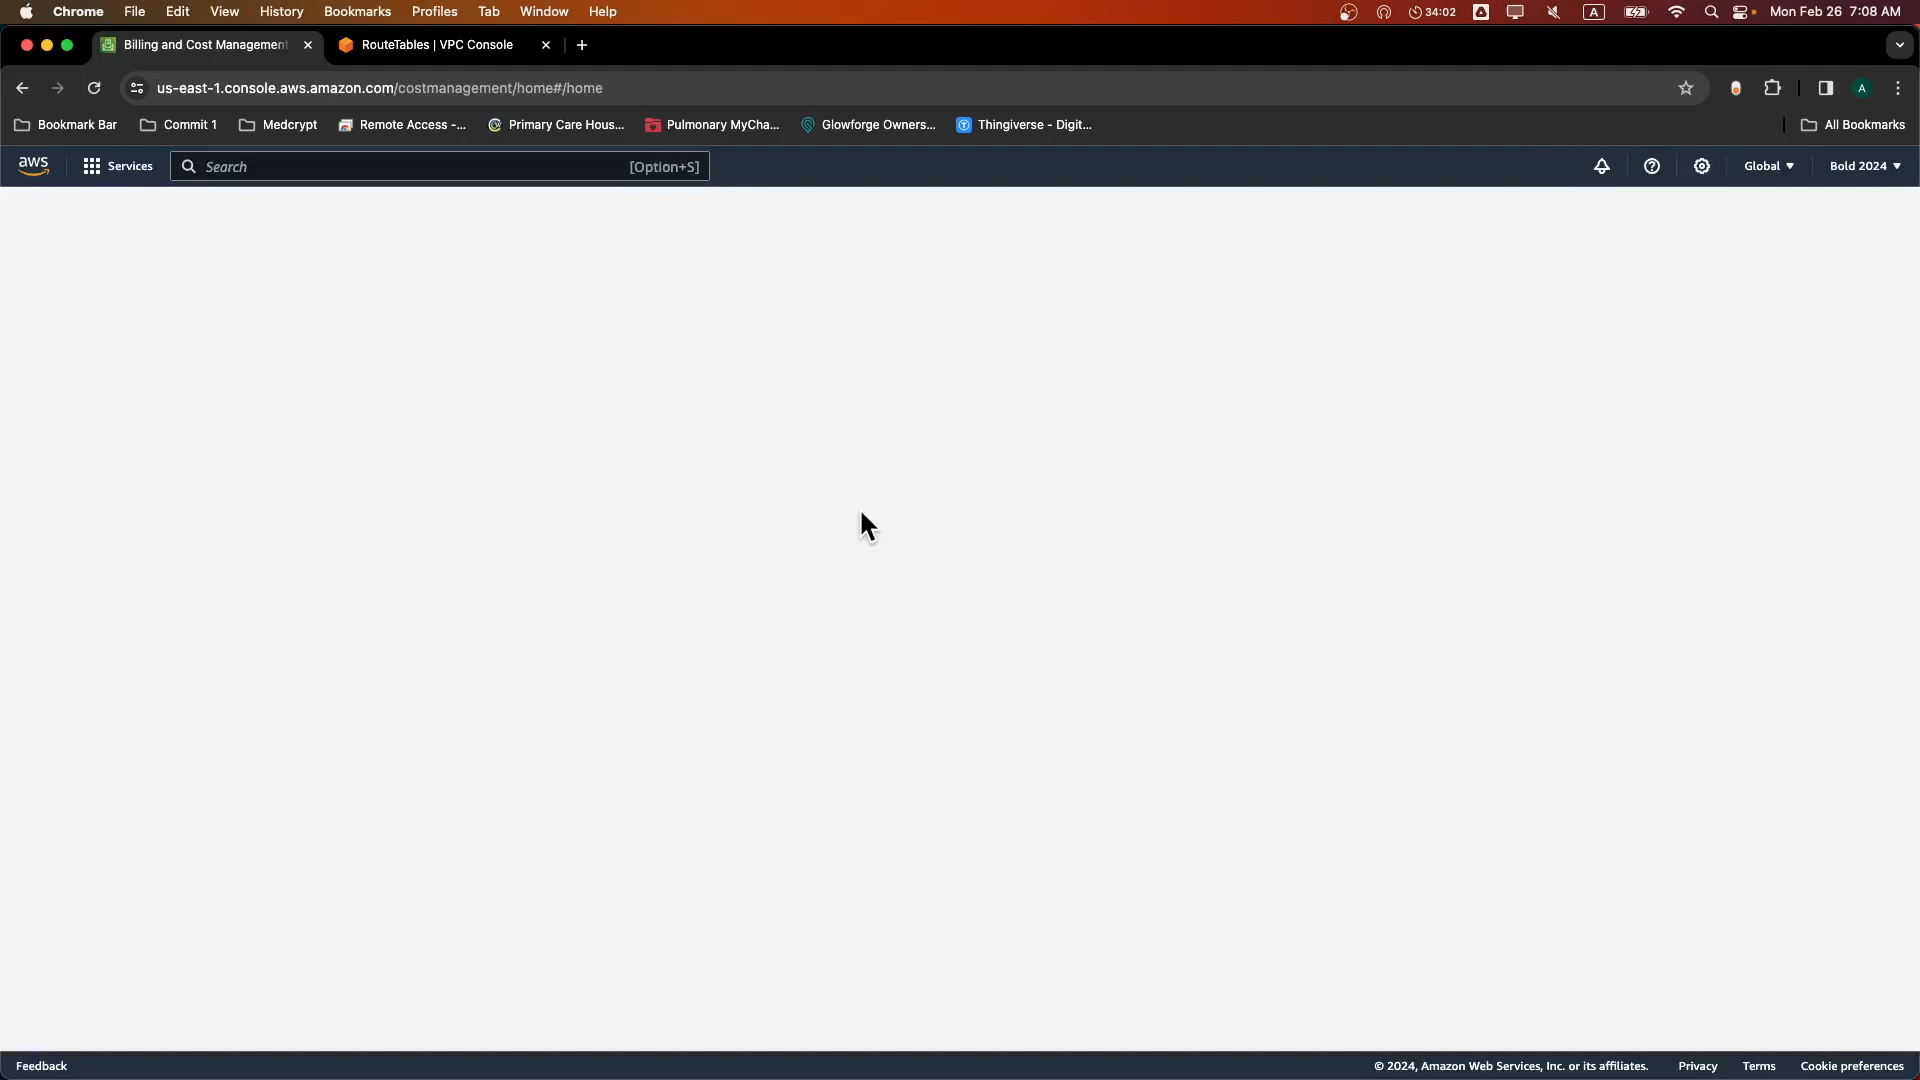 Chrome File Edit View History Bookmarks Profiles Tab Window Help 34:02 A Mon Feb 26 7:08 AM
Billing and Cost Management RouteTables | VPC Console
us-east-1.console.aws.amazon.com/costmanagement/home#/home A
Bookmark Bar Commit 1 Medcrypt Remote Access -... Primary Care Hous... Pulmonary MyCha... Glowforge Owners... Thingiverse - Digit... All Bookmarks
aws Services Search [Option+S] Global Bold 2024
Feedback © 2024, Amazon Web Services, Inc. or its affiliates. Privacy Terms Cookie preferences